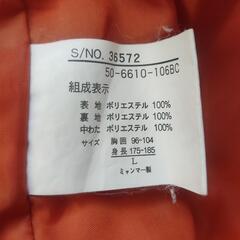 S/NO. 36572
50-6610-106BC
組成表示
表 地 ポリエステル 100%
裏 地 ポリエステル 100%
中わた ポリエステル 100%
サイズ 胸囲 96-104
身長 175-185
L
ミャンマー製